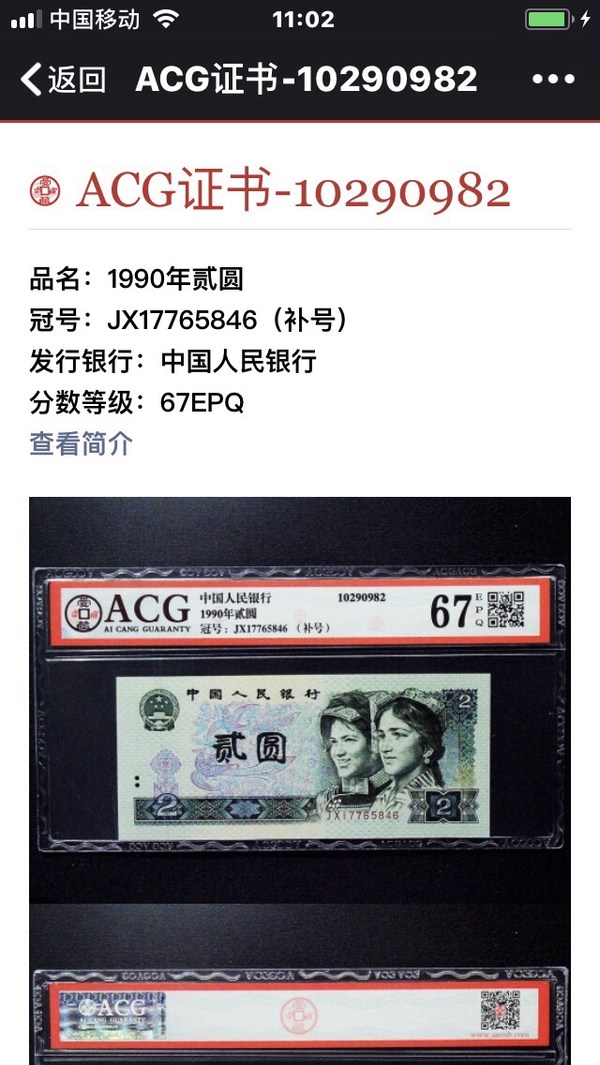 中国移动
11:02
返回
ACG证书-10290982
ACG证书-10290982
品名：1990年贰圆
冠号：JX17765846（补号）
发行银行：中国人民银行
分数等级：67EPQ
查看简介
ACG
AI CANG GUARANTY
中国人民银行
10290982
1990年贰圆
冠号：JX17765846（补号）
67
EPQ
中国人民银行
2
贰圆
2
JX17765846
2
ACG
AI CANG GUARANTY